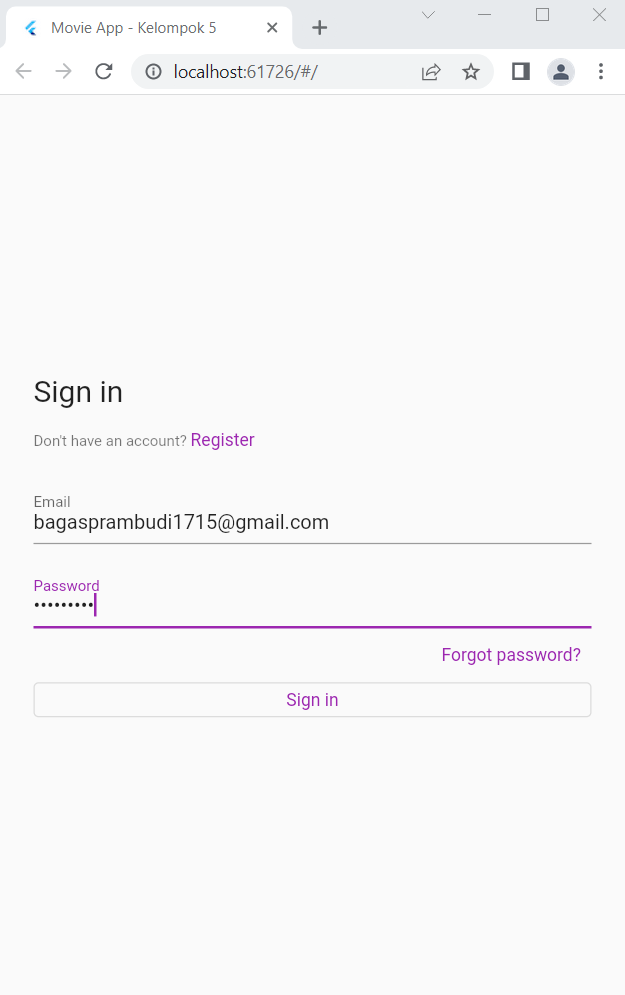 Movie App - Kelompok 5
localhost:61726/#/
Sign in
Don't have an account? Register
Email
bagasprambudi1715@gmail.com
Password
•••••••••
Forgot password?
Sign in